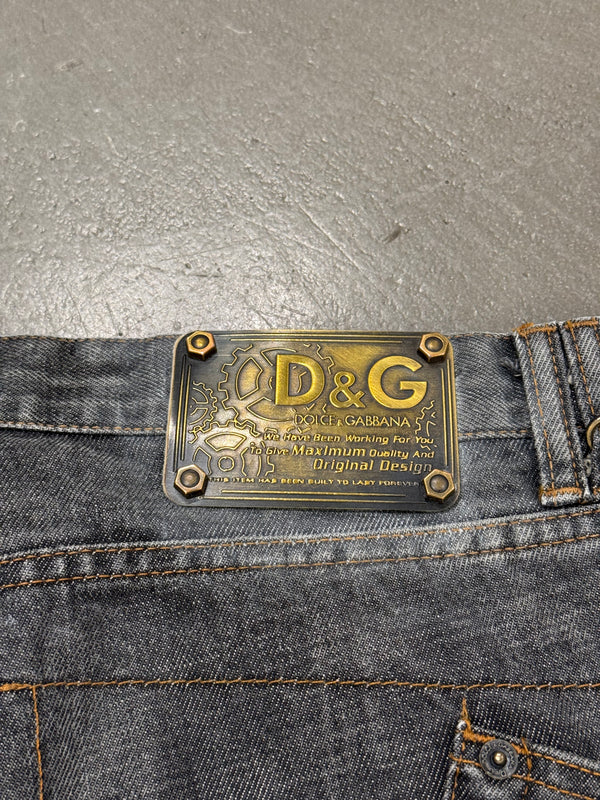 D&G
DOLCE & GABBANA
We Have Been Working For You
To Give Maximum Quality And
Original Design
THIS ITEM HAS BEEN BUILT TO LAST FOREVER